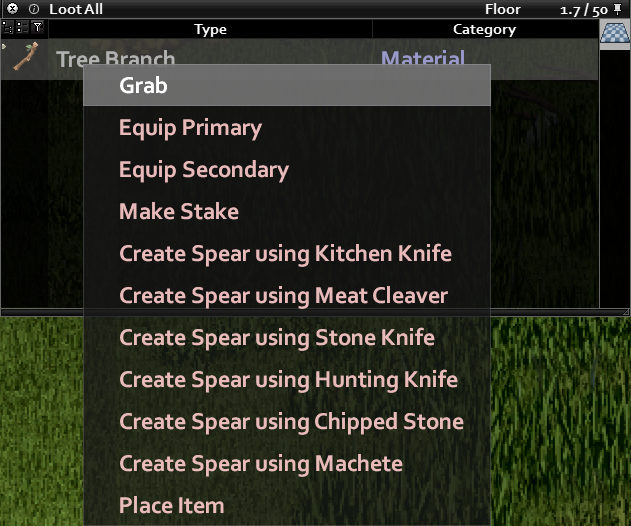 Loot All Floor 1.7 / 50
Type Category
Tree Branch Material
Grab
Equip Primary
Equip Secondary
Make Stake
Create Spear using Kitchen Knife
Create Spear using Meat Cleaver
Create Spear using Stone Knife
Create Spear using Hunting Knife
Create Spear using Chipped Stone
Create Spear using Machete
Place Item